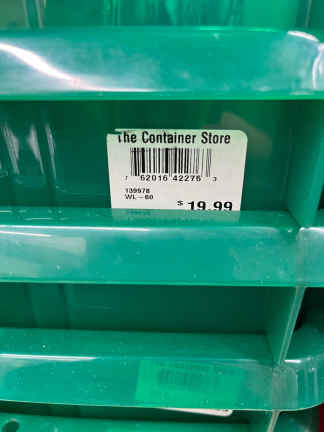 The Container Store
7 62016 42276 3
139978
WL-60
$ 19.99